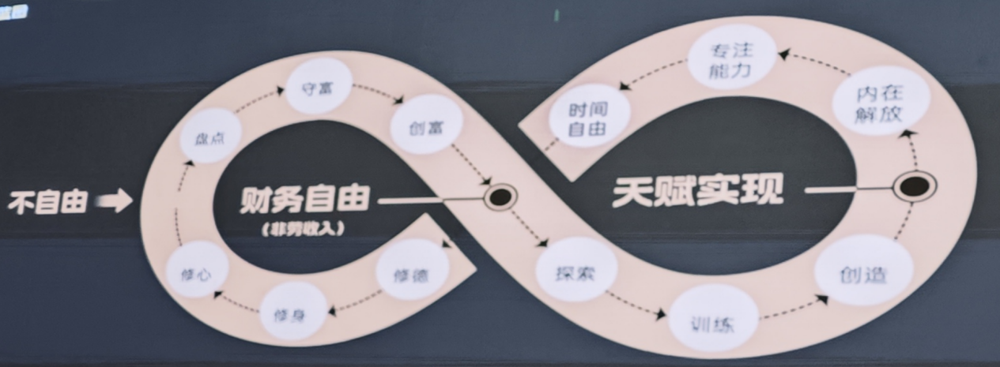 不自由
财务自由
（非劳收入）
修德
修身
修心
盘点
守富
创富
探索
训练
创造
天赋实现
内在
解放
专注
能力
时间
自由